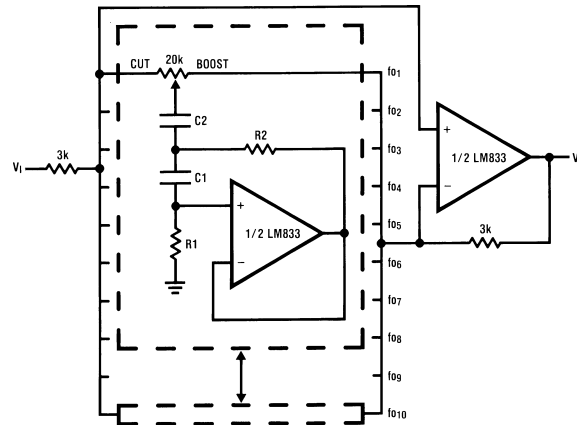 CUT 20k BOOST fo1
fo2
C2
R2 fo3
+
3k
VI V
C1 fo4
1/2 LM833
+ −
R1 1/2 LM833 fo5
3k
− fo6
fo7
fo8
fo9
fo10